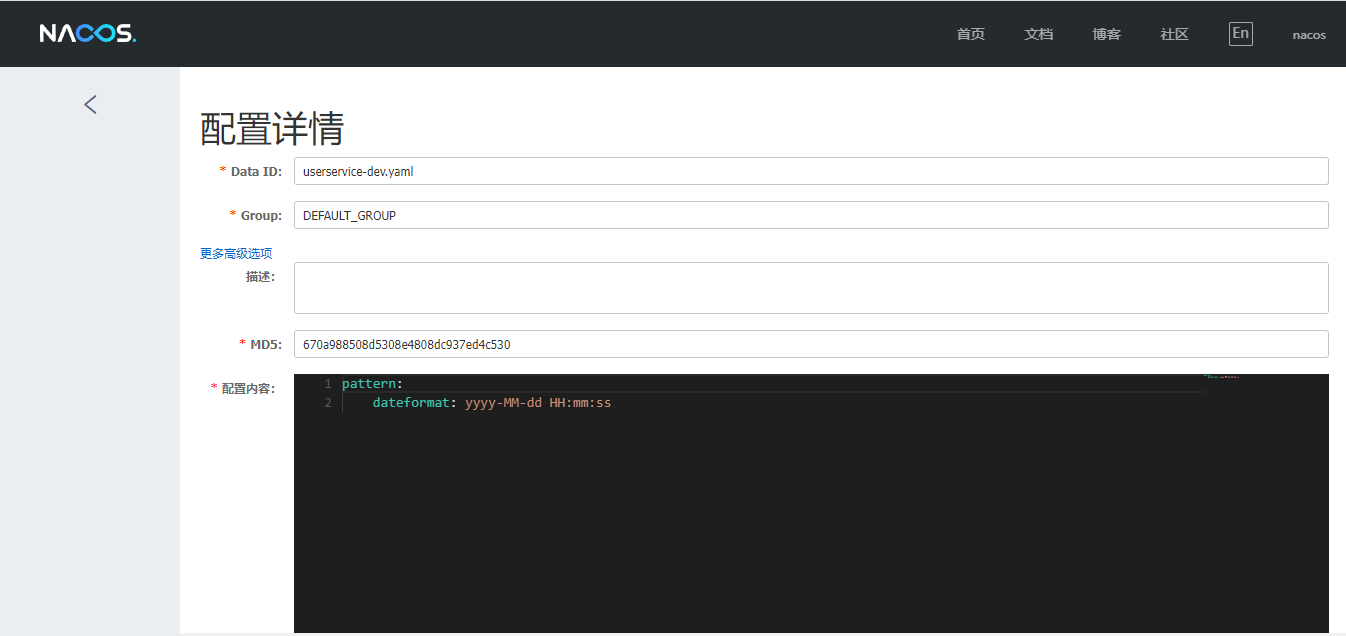 NACOS.
首页 文档 博客 社区 En nacos
配置详情
* Data ID: userservice-dev.yaml
* Group: DEFAULT_GROUP
更多高级选项
描述:
* MD5: 670a988508d5308e4808dc937ed4c530
* 配置内容:
1 pattern:
2 dateformat: yyyy-MM-dd HH:mm:ss